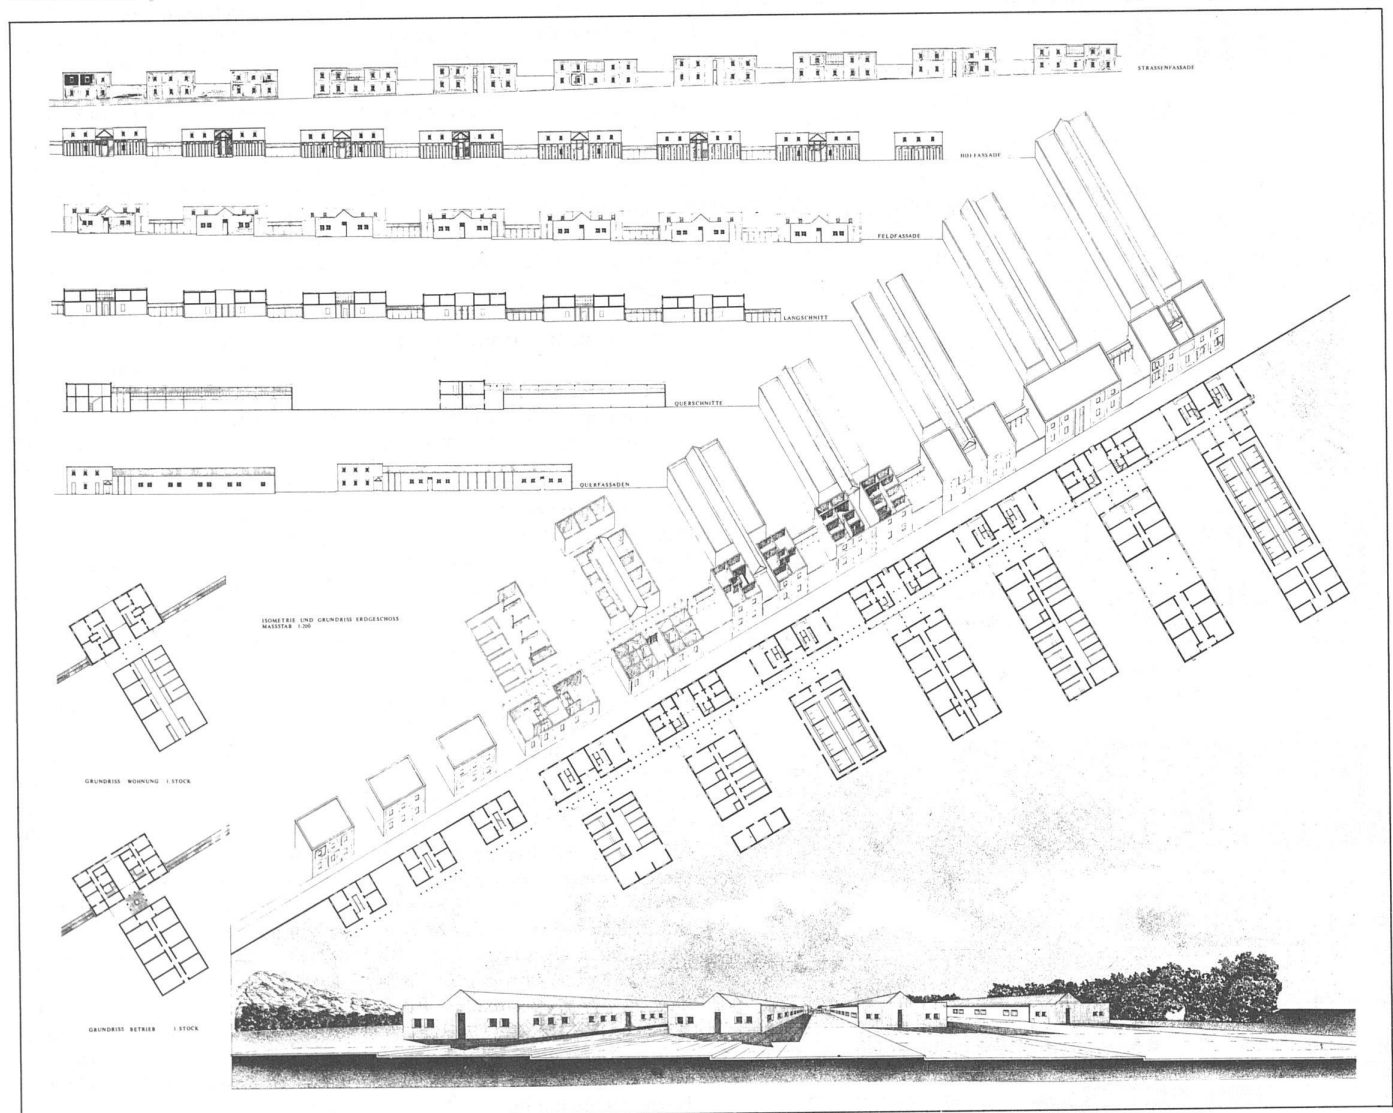 STRASSENFASSADE
HOFFASSADE
FELDFASSADE
LANGSCHNITT
QUERSCHNITTE
QUERFASSADEN
ISOMETRIE UND GRUNDRISS ERDGESCHOSS
MASSSTAB 1:200
GRUNDRISS WOHNUNG 1 STOCK
GRUNDRISS BETRIEB 1 STOCK